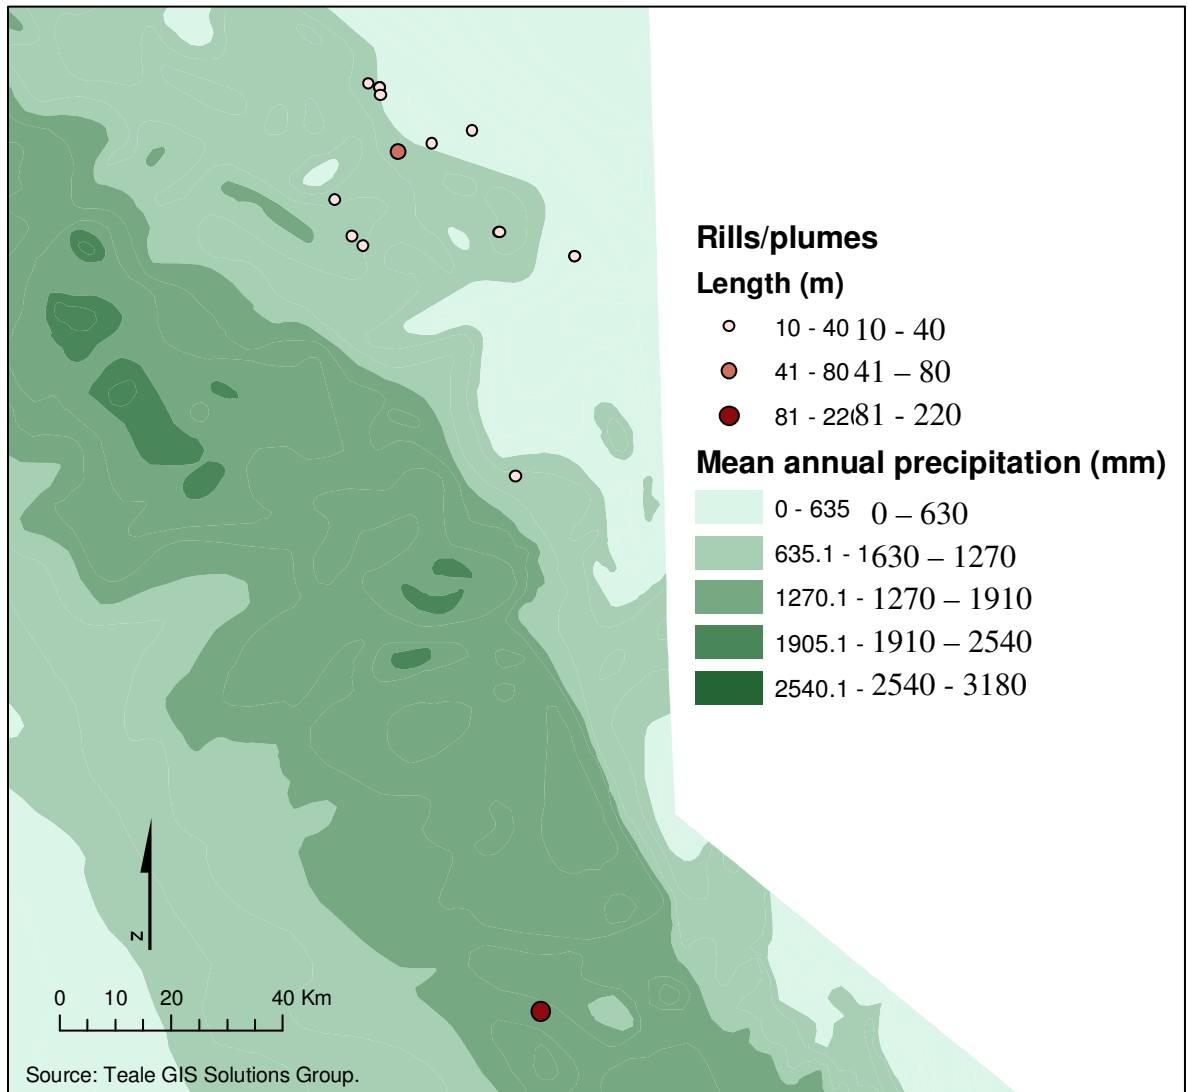 Rills/plumes
Length (m)
10 - 40 10 - 40
41 - 80 41 – 80
81 - 220 81 - 220
Mean annual precipitation (mm)
0 - 635 0 – 630
635.1 - 1 630 – 1270
1270.1 - 1270 – 1910
1905.1 - 1910 – 2540
2540.1 - 2540 - 3180
N
0 10 20 40 Km
Source: Teale GIS Solutions Group.